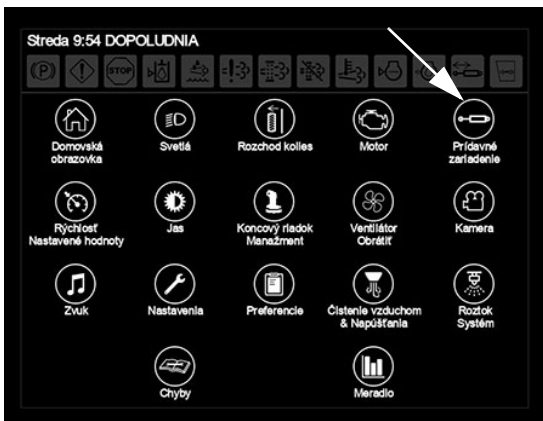 Streda 9:54 DOPOLUDNIA
(P) STOP
Domovská
obrazovka
Svetlá
Rozchod kolies
Motor
Prídavné
zariadenie
Rýchlosť
Nastavené hodnoty
Jas
Koncový riadok
Manažment
Ventilátor
Obrátiť
Kamera
Zvuk
Nastavenia
Preferencie
Čistenie vzduchom
& Napúšťania
Roztok
Systém
Chyby
Meradlo